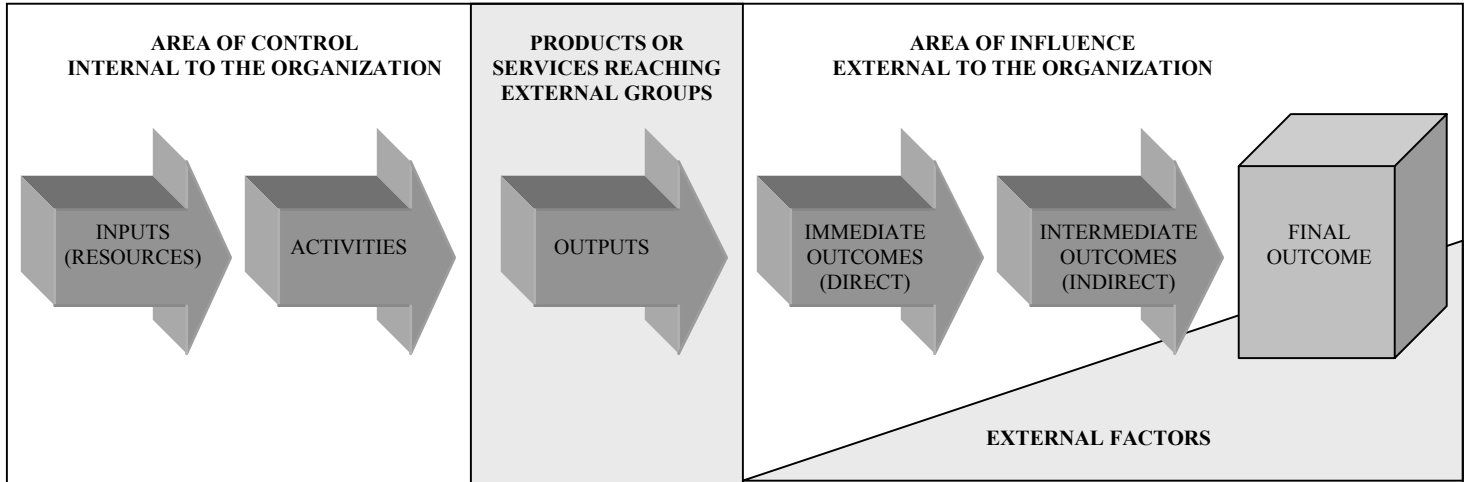 AREA OF CONTROL
INTERNAL TO THE ORGANIZATION
PRODUCTS OR
SERVICES REACHING
EXTERNAL GROUPS
AREA OF INFLUENCE
EXTERNAL TO THE ORGANIZATION
INPUTS
(RESOURCES)
ACTIVITIES
OUTPUTS
IMMEDIATE
OUTCOMES
(DIRECT)
INTERMEDIATE
OUTCOMES
(INDIRECT)
FINAL
OUTCOME
EXTERNAL FACTORS